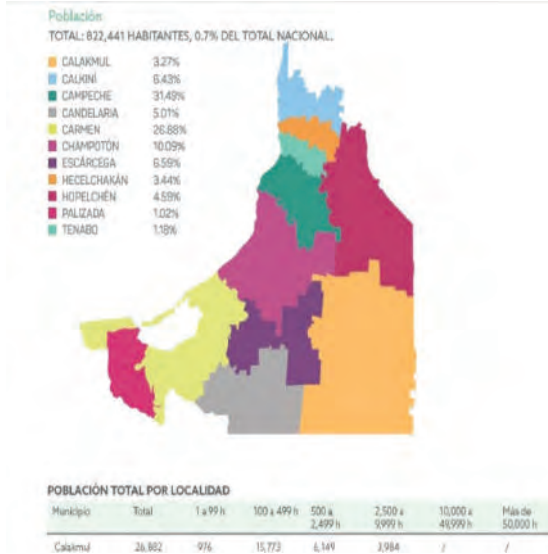 Población
TOTAL: 822,441 HABITANTES, 0.7% DEL TOTAL NACIONAL.
CALAKMUL 3.27%
CALKINÍ 6.43%
CAMPECHE 31.49%
CANDELARIA 5.01%
CARMEN 26.88%
CHAMPOTÓN 10.09%
ESCÁRCEGA 6.59%
HECELCHAKÁN 3.44%
HOPELCHÉN 4.59%
PALIZADA 1.02%
TENABO 1.18%
POBLACIÓN TOTAL POR LOCALIDAD
Municipio Total 1 a 99 h 100 a 499 h 500 a 2,499 h 2,500 a 9,999 h 10,000 a 49,999 h Más de 50,000 h
Calakmul 26,882 976 15,773 6,149 3,984 / /